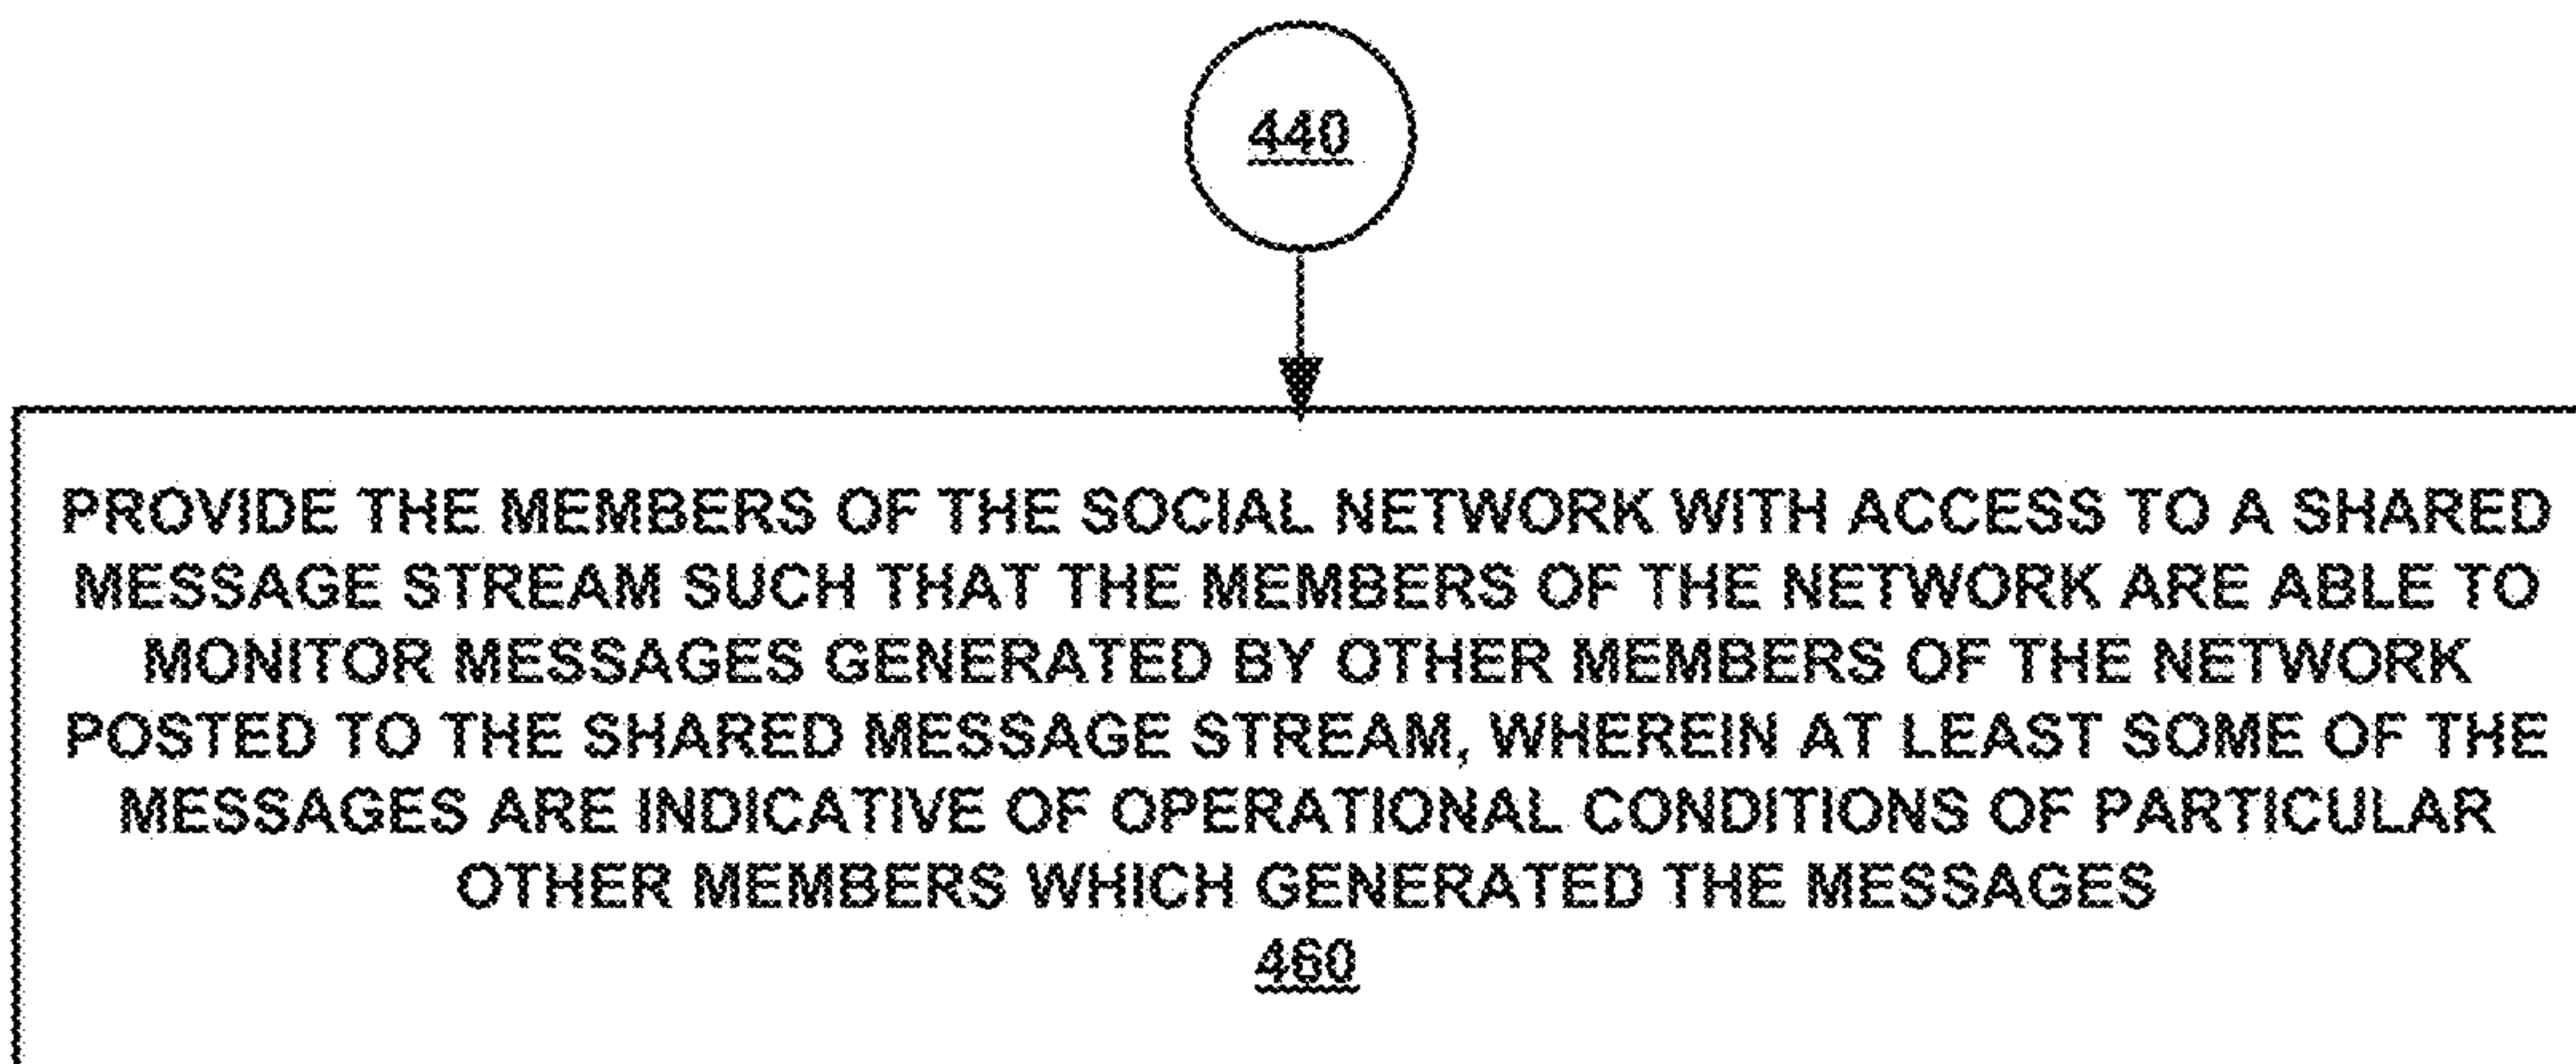 440
PROVIDE THE MEMBERS OF THE SOCIAL NETWORK WITH ACCESS TO A SHARED
MESSAGE STREAM SUCH THAT THE MEMBERS OF THE NETWORK ARE ABLE TO
MONITOR MESSAGES GENERATED BY OTHER MEMBERS OF THE NETWORK
POSTED TO THE SHARED MESSAGE STREAM, WHEREIN AT LEAST SOME OF THE
MESSAGES ARE INDICATIVE OF OPERATIONAL CONDITIONS OF PARTICULAR
OTHER MEMBERS WHICH GENERATED THE MESSAGES
460